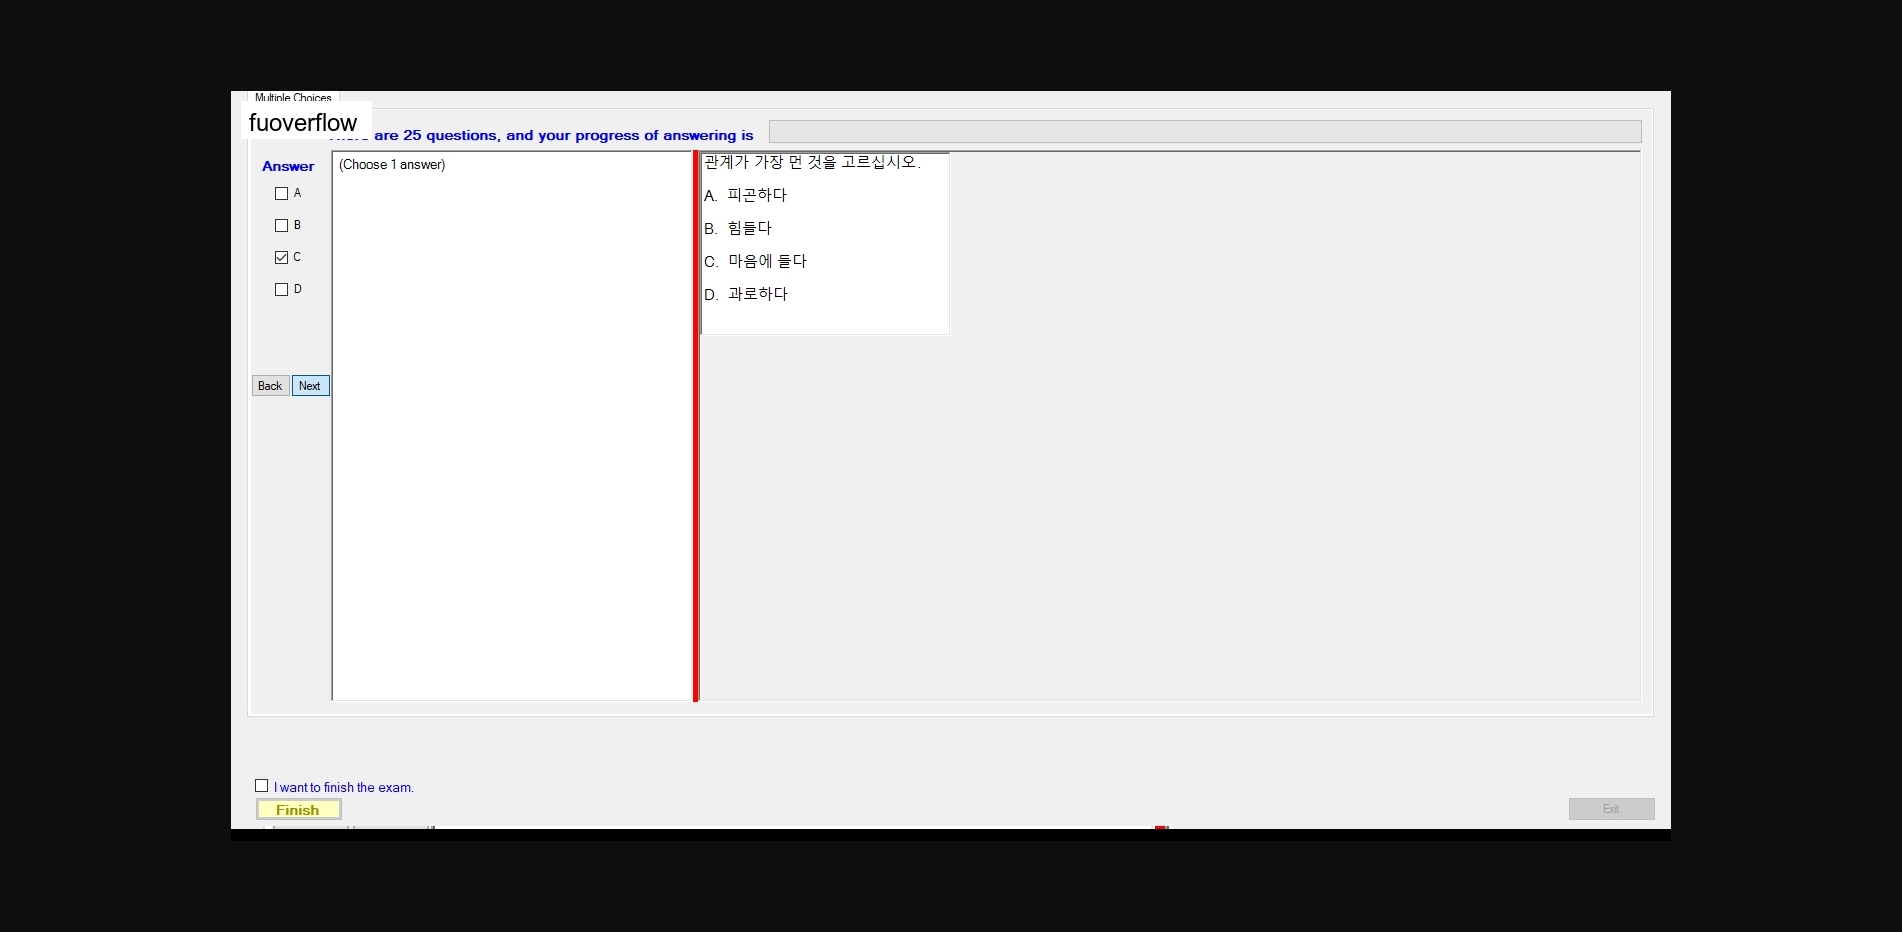 Multiple Choices
fuoverflow
are 25 questions, and your progress of answering is
Answer
(Choose 1 answer)
A
B
C
D
Back
Next
관계가 가장 먼 것을 고르십시오.
A. 피곤하다
B. 힘들다
C. 마음에 들다
D. 과로하다
I want to finish the exam.
Finish
Exit